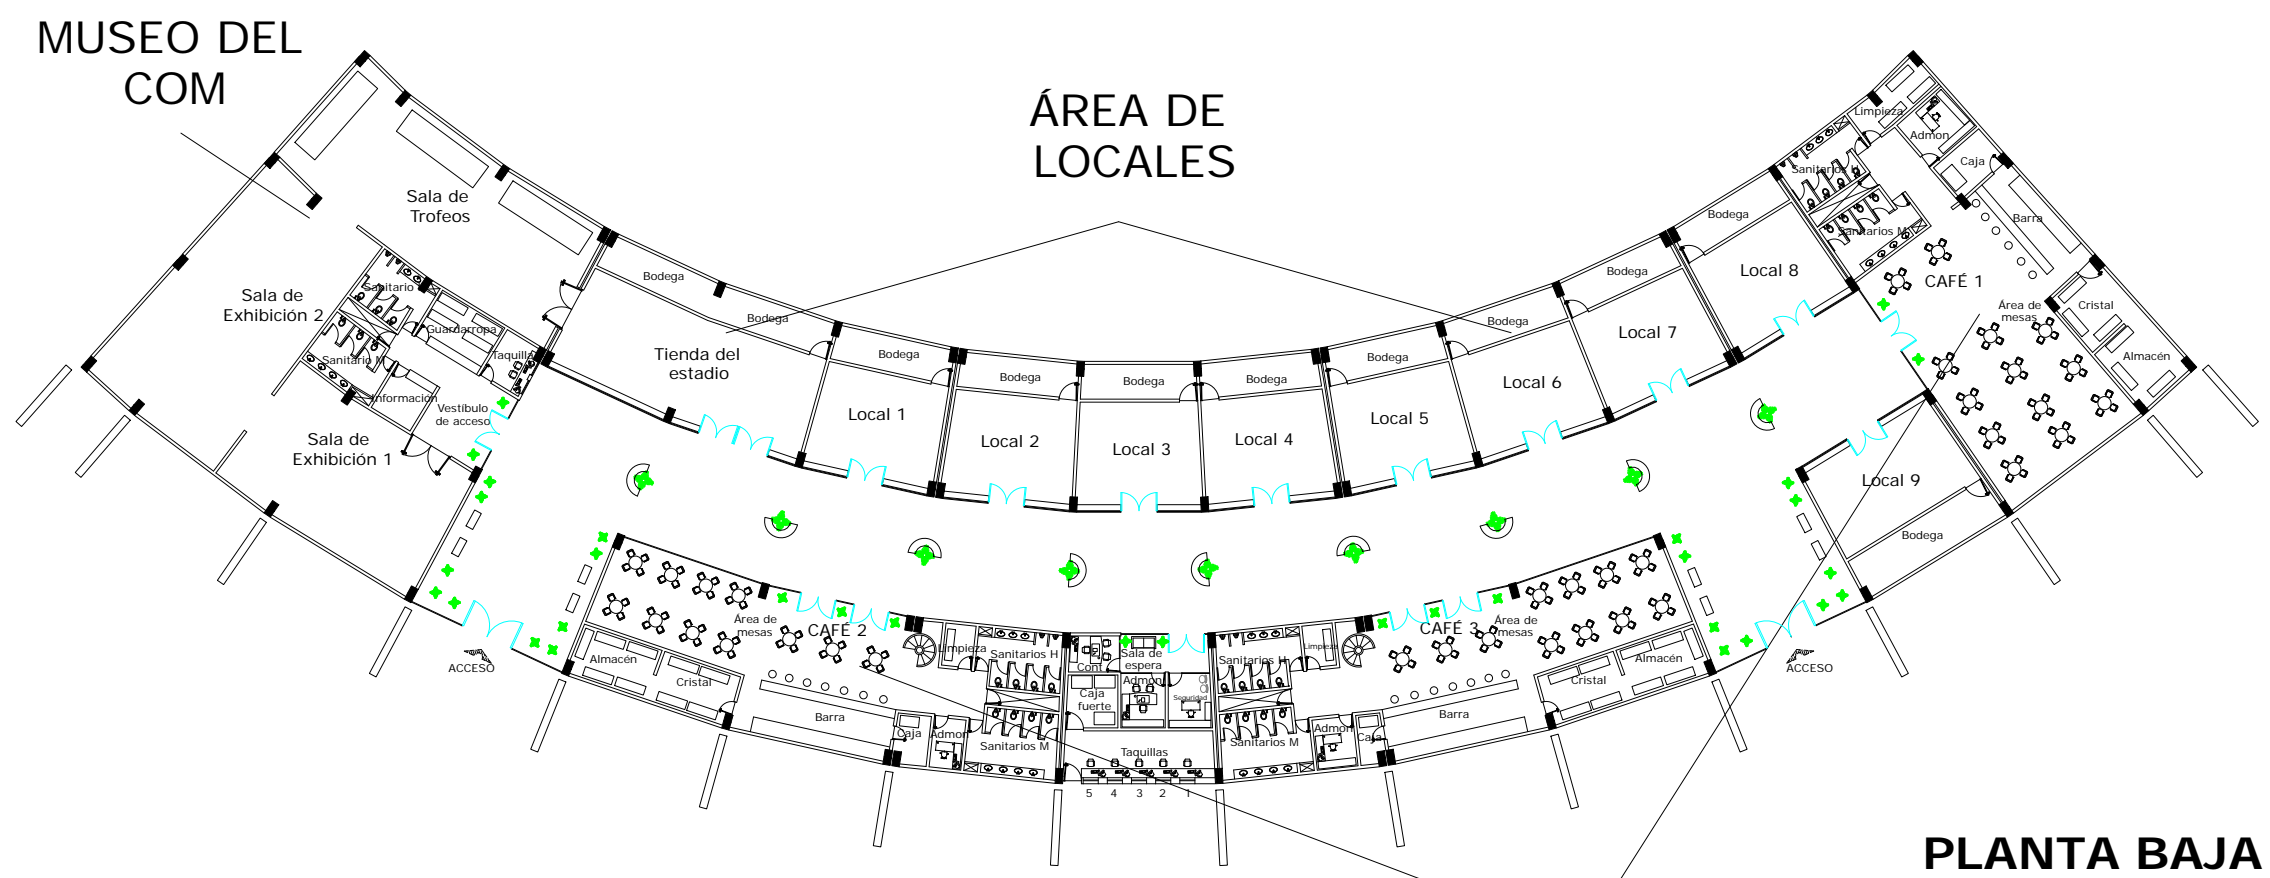 MUSEO DEL
COM
ÁREA DE
LOCALES
Sala de
Trofeos
Sala de
Exhibición 2
Sanitario
Guardarropa
Taquilla
Sanitario M
Información
Vestíbulo
de acceso
Sala de
Exhibición 1
Bodega
Bodega
Tienda del
estadio
Bodega
Local 1
Bodega
Local 2
Bodega
Local 3
Bodega
Local 4
Bodega
Local 5
Bodega
Local 6
Bodega
Local 7
Bodega
Local 8
Limpieza
Admon
Caja
Sanitarios H
Sanitarios M
Barra
CAFÉ 1
Área de
mesas
Cristal
Almacén
Local 9
Bodega
ACCESO
Área de
mesas
CAFÉ 2
Almacén
Cristal
Barra
Limpieza
Sanitarios H
Caja
Admon
Sanitarios M
Cont
Sala de
espera
Admon
Caja
fuerte
Seguridad
Taquillas
5 4 3 2 1
Sanitarios H
Limpieza
Sanitarios M
Admon
Caja
CAFÉ 3
Área de
mesas
Barra
Cristal
Almacén
ACCESO
PLANTA BAJA